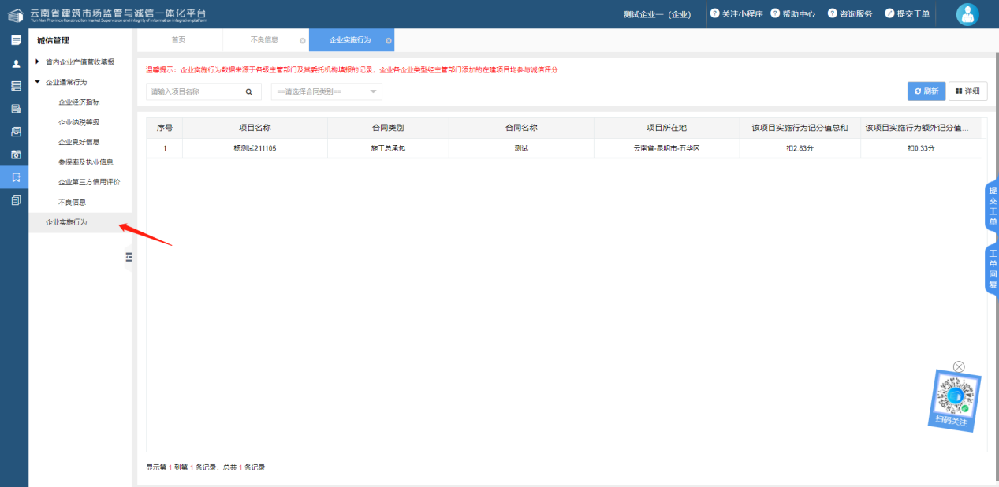 云南省建筑市场监管与诚信一体化平台
Yun Nan Province Construction market Supervision and integrity of information integration platform
测试企业一（企业）
关注小程序
帮助中心
咨询服务
提交工单
诚信管理
省内企业产值营收填报
企业通常行为
企业经济指标
企业纳税等级
企业良好信息
参保率及执业信息
企业第三方信用评价
不良信息
企业实施行为
首页
不良信息
企业实施行为
温馨提示：企业实施行为数据来源于各级主管部门及其委托机构填报的记录，企业各企业类型经主管部门添加的在建项目均参与诚信评分
请输入项目名称
==请选择合同类别==
刷新
详细
序号 项目名称 合同类别 合同名称 项目所在地 该项目实施行为记分值总和 该项目实施行为额外记分值...
1 杨测试211105 施工总承包 测试 云南省-昆明市-五华区 扣2.83分 扣0.33分
提交工单
工单回复
扫码关注
显示第 1 到第 1 条记录，总共 1 条记录